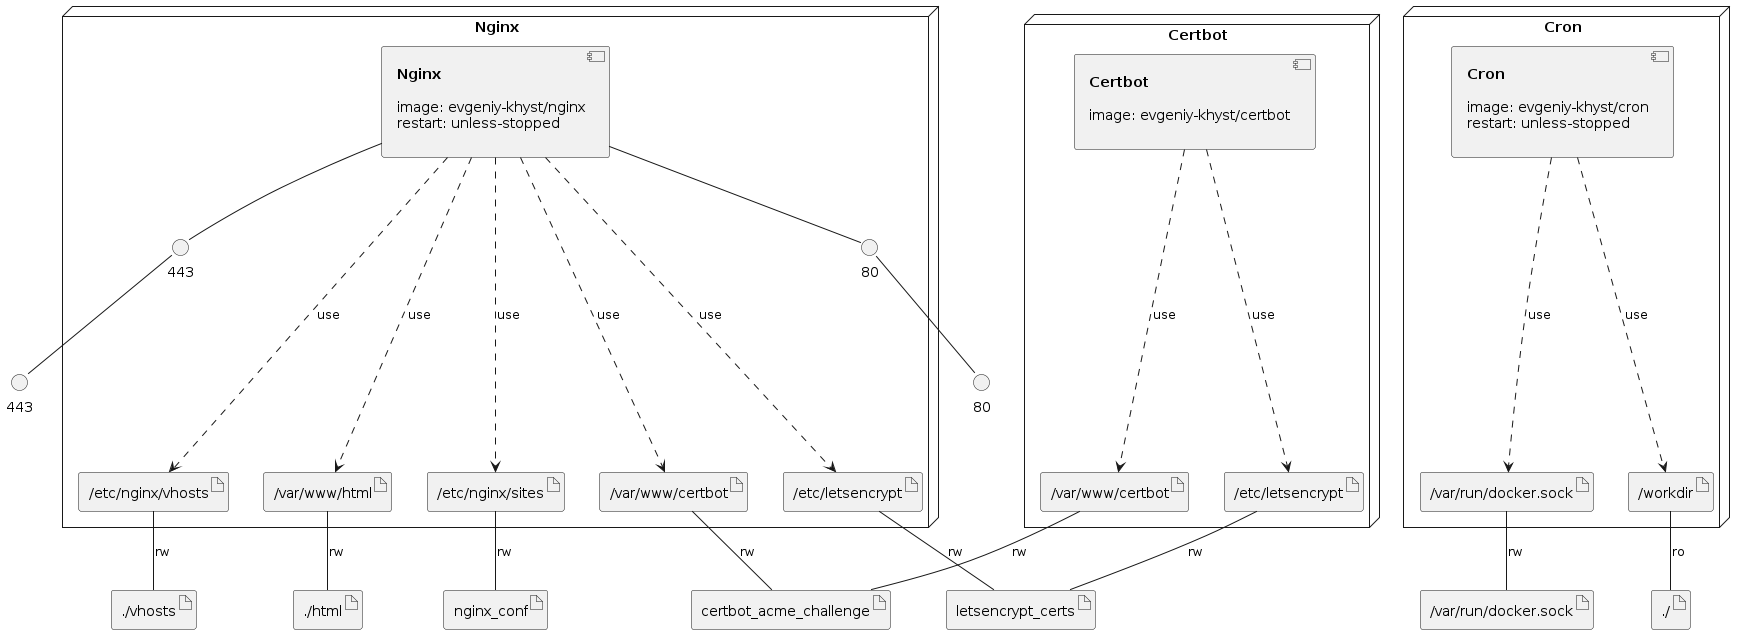 Nginx
Certbot
Cron
Nginx
image: evgeniy-khyst/nginx
restart: unless-stopped
Certbot
image: evgeniy-khyst/certbot
Cron
image: evgeniy-khyst/cron
restart: unless-stopped
443
80
use
use
use
use
use
use
use
use
use
443
80
/etc/nginx/vhosts
/var/www/html
/etc/nginx/sites
/var/www/certbot
/etc/letsencrypt
/var/www/certbot
/etc/letsencrypt
/var/run/docker.sock
/workdir
rw
rw
rw
rw
rw
rw
rw
rw
ro
./vhosts
./html
nginx_conf
certbot_acme_challenge
letsencrypt_certs
/var/run/docker.sock
./